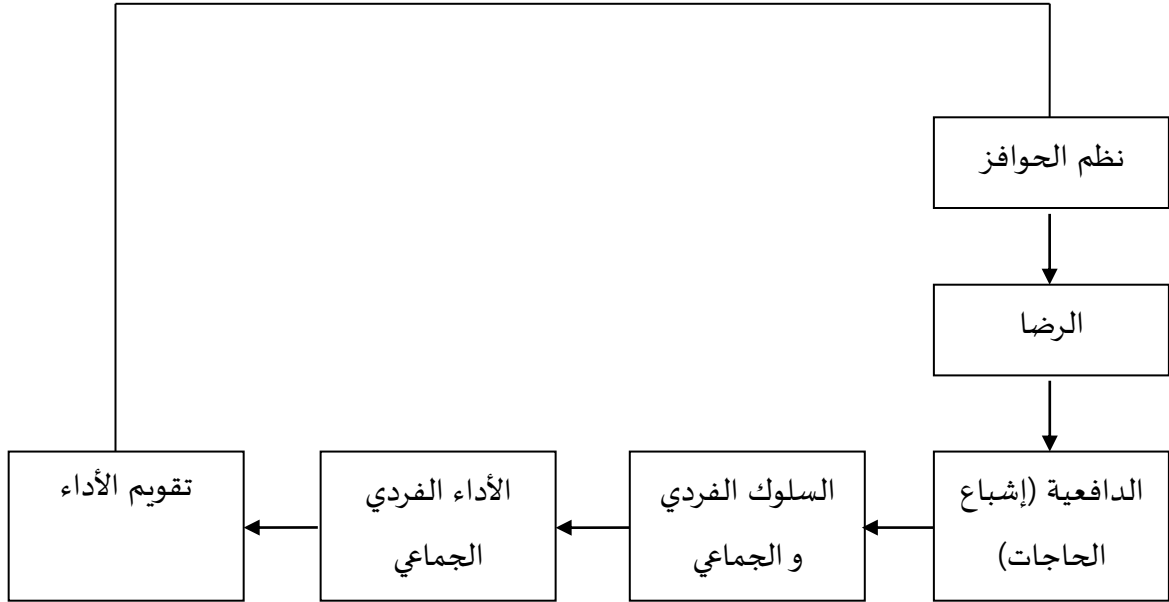 نظم الحوافز
الرضا
الدافعية (إشباع
الحاجات)
السلوك الفردي
و الجماعي
الأداء الفردي
الجماعي
تقويم الأداء